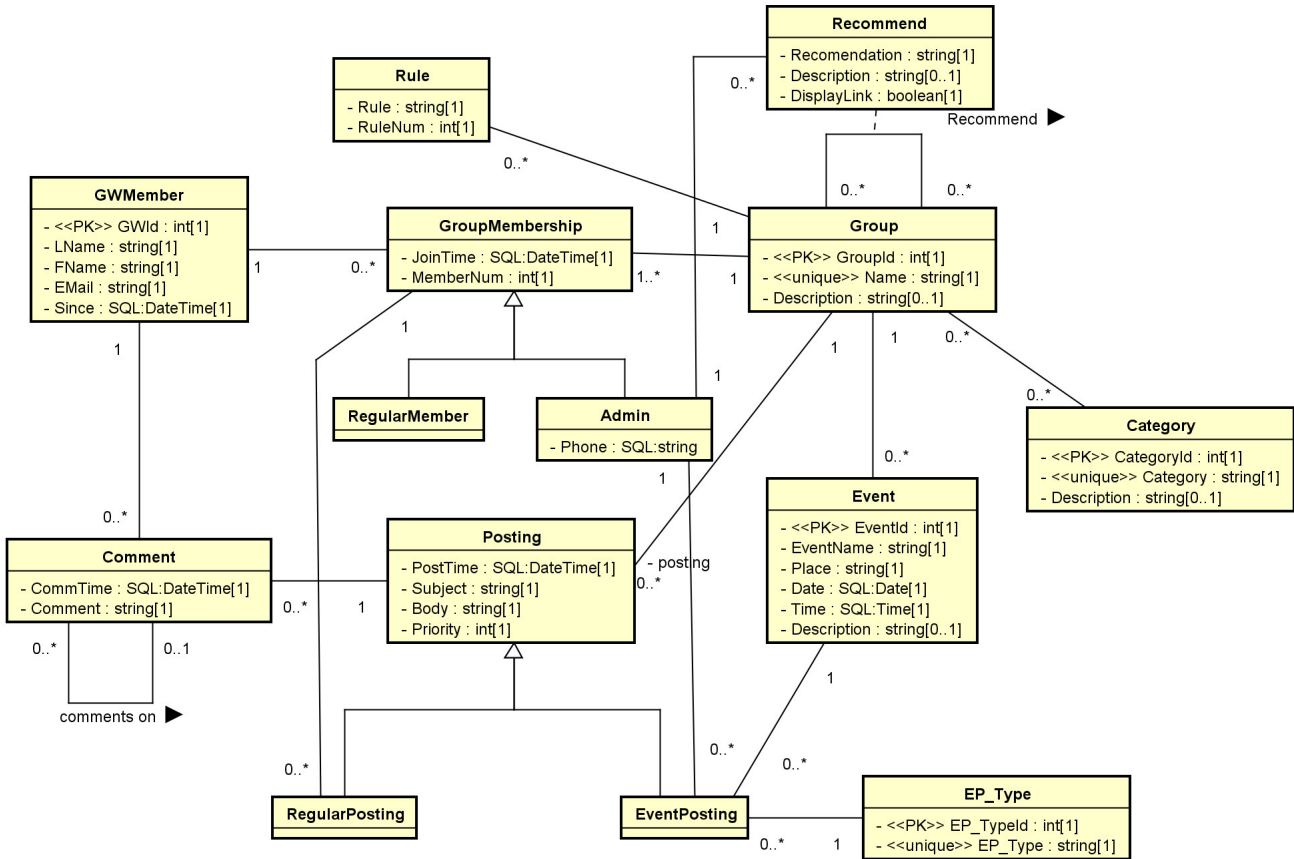 Recommend
- Recomendation : string[1]
- Description : string[0..1]
- DisplayLink : boolean[1]
0..*
Recommend
Rule
- Rule : string[1]
- RuleNum : int[1]
0..*
1
0..*
0..*
GWMember
- <<PK>> GWId : int[1]
- LName : string[1]
- FName : string[1]
- EMail : string[1]
- Since : SQL:DateTime[1]
1
0..*
GroupMembership
- JoinTime : SQL:DateTime[1]
- MemberNum : int[1]
1..*
1
Group
- <<PK>> GroupId : int[1]
- <<unique>> Name : string[1]
- Description : string[0..1]
1
1
1
1
0..*
1
0..*
RegularMember
Admin
- Phone : SQL:string
1
Category
- <<PK>> CategoryId : int[1]
- <<unique>> Category : string[1]
- Description : string[0..1]
0..*
Event
- <<PK>> EventId : int[1]
- EventName : string[1]
- Place : string[1]
- Date : SQL:Date[1]
- Time : SQL:Time[1]
- Description : string[0..1]
0..*
Comment
- CommTime : SQL:DateTime[1]
- Comment : string[1]
0..*
1
Posting
- PostTime : SQL:DateTime[1]
- Subject : string[1]
- Body : string[1]
- Priority : int[1]
- posting
0..*
0..*
0..1
comments on
1
0..*
0..*
0..*
RegularPosting
EventPosting
0..*
1
EP_Type
- <<PK>> EP_TypeId : int[1]
- <<unique>> EP_Type : string[1]